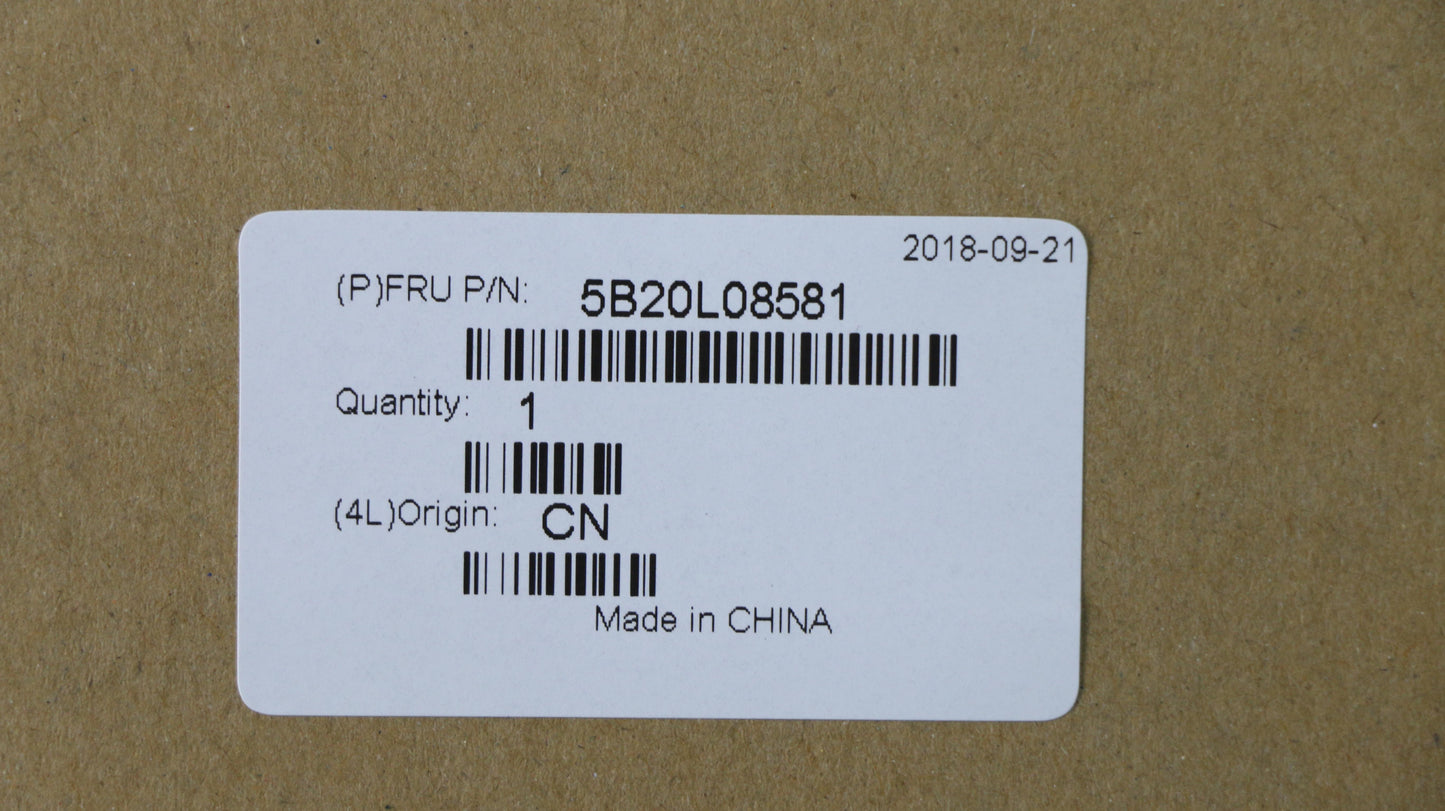 2018-09-21
(P)FRU P/N: 5B20L08581
Quantity: 1
(4L)Origin: CN
Made in CHINA